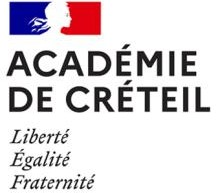 ACADÉMIE
DE CRÉTEIL
Liberté
Égalité
Fraternité